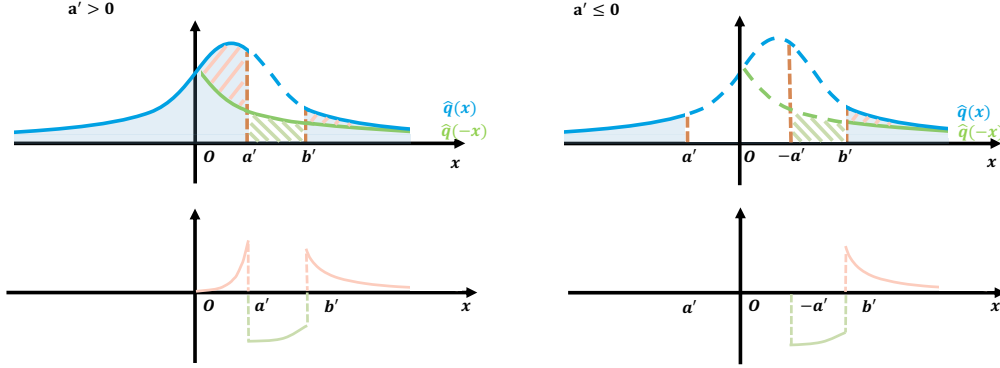 a′ > 0
q̂(x)
q̂(−x)
O a′ b′ x
O a′ b′ x
a′ ≤ 0
q̂(x)
q̂(−x)
a′ O −a′ b′ x
a′ O −a′ b′ x